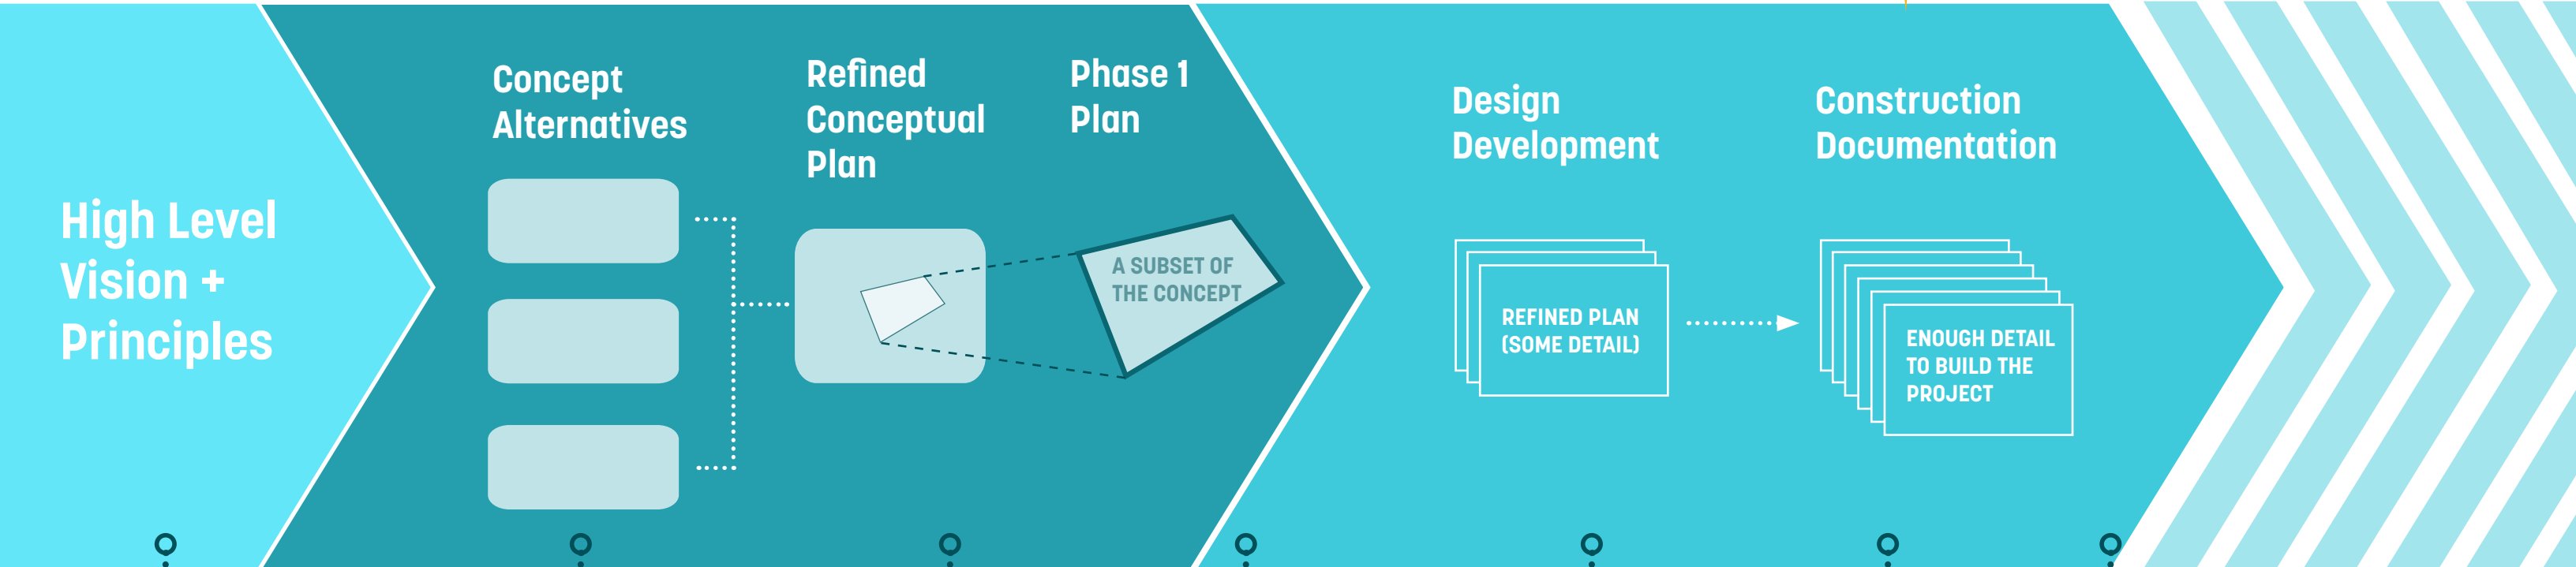 High Level
Vision +
Principles
Concept
Alternatives
Refined
Conceptual
Plan
Phase 1
Plan
A SUBSET OF
THE CONCEPT
Design
Development
REFINED PLAN
(SOME DETAIL)
Construction
Documentation
ENOUGH DETAIL
TO BUILD THE
PROJECT